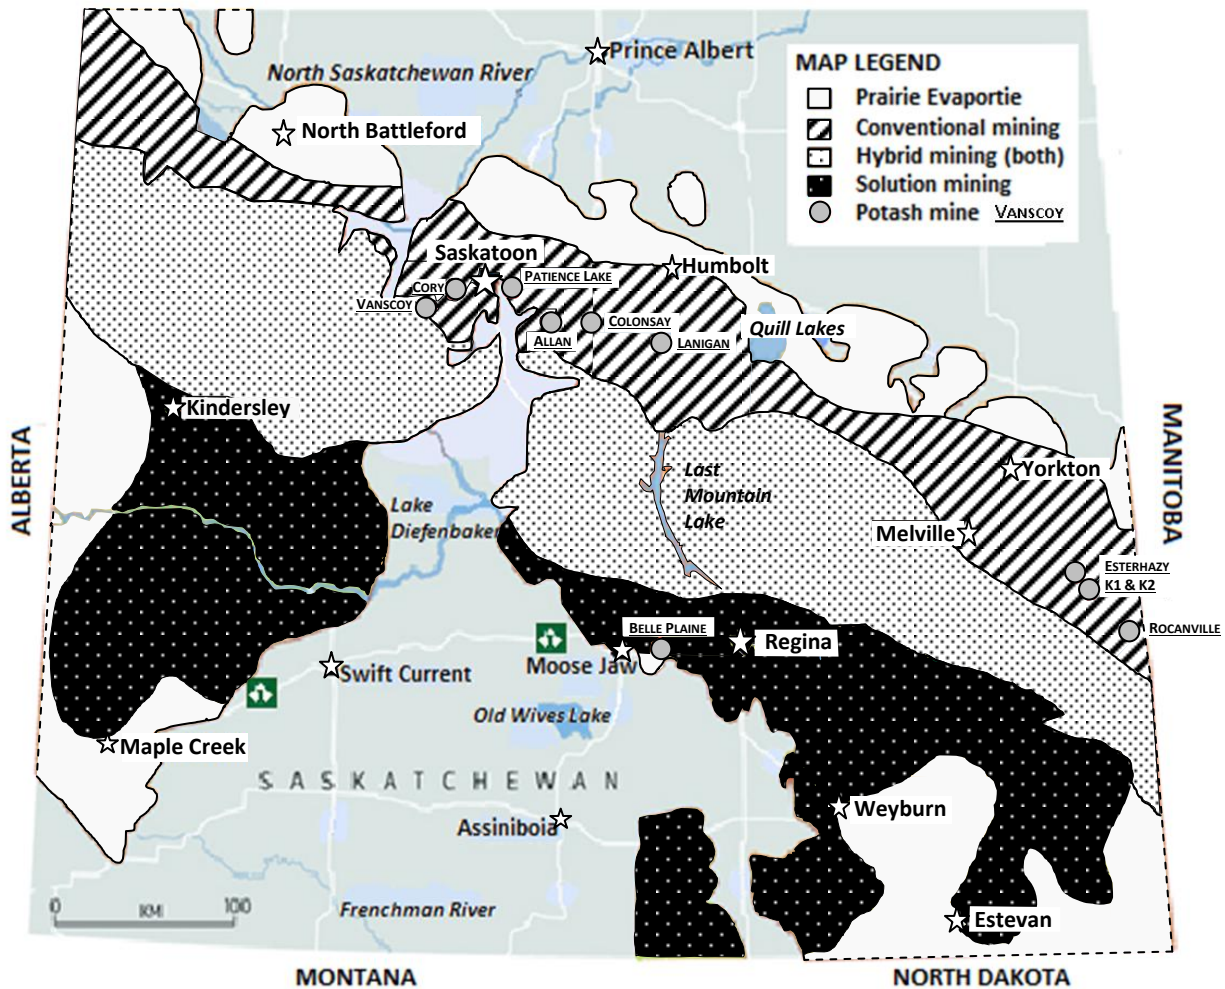 Prince Albert
North Saskatchewan River
MAP LEGEND
Prairie Evaportie
Conventional mining
Hybrid mining (both)
Solution mining
Potash mine VANSCOY
North Battleford
Saskatoon
Humbolt
PATIENCE LAKE
CORY
VANSCOY
COLONSAY
ALLAN
LANIGAN
Quill Lakes
Kindersley
ALBERTA
MANITOBA
Last
Mountain
Lake
Yorkton
Lake
Diefenbaker
Melville
ESTERHAZY
K1 & K2
BELLE PLAINE
ROCANVILLE
Regina
Moose Jaw
Swift Current
Old Wives Lake
Maple Creek
SASKATCHEWAN
Weyburn
Assiniboia
0 KMI 100
Frenchman River
Estevan
MONTANA
NORTH DAKOTA